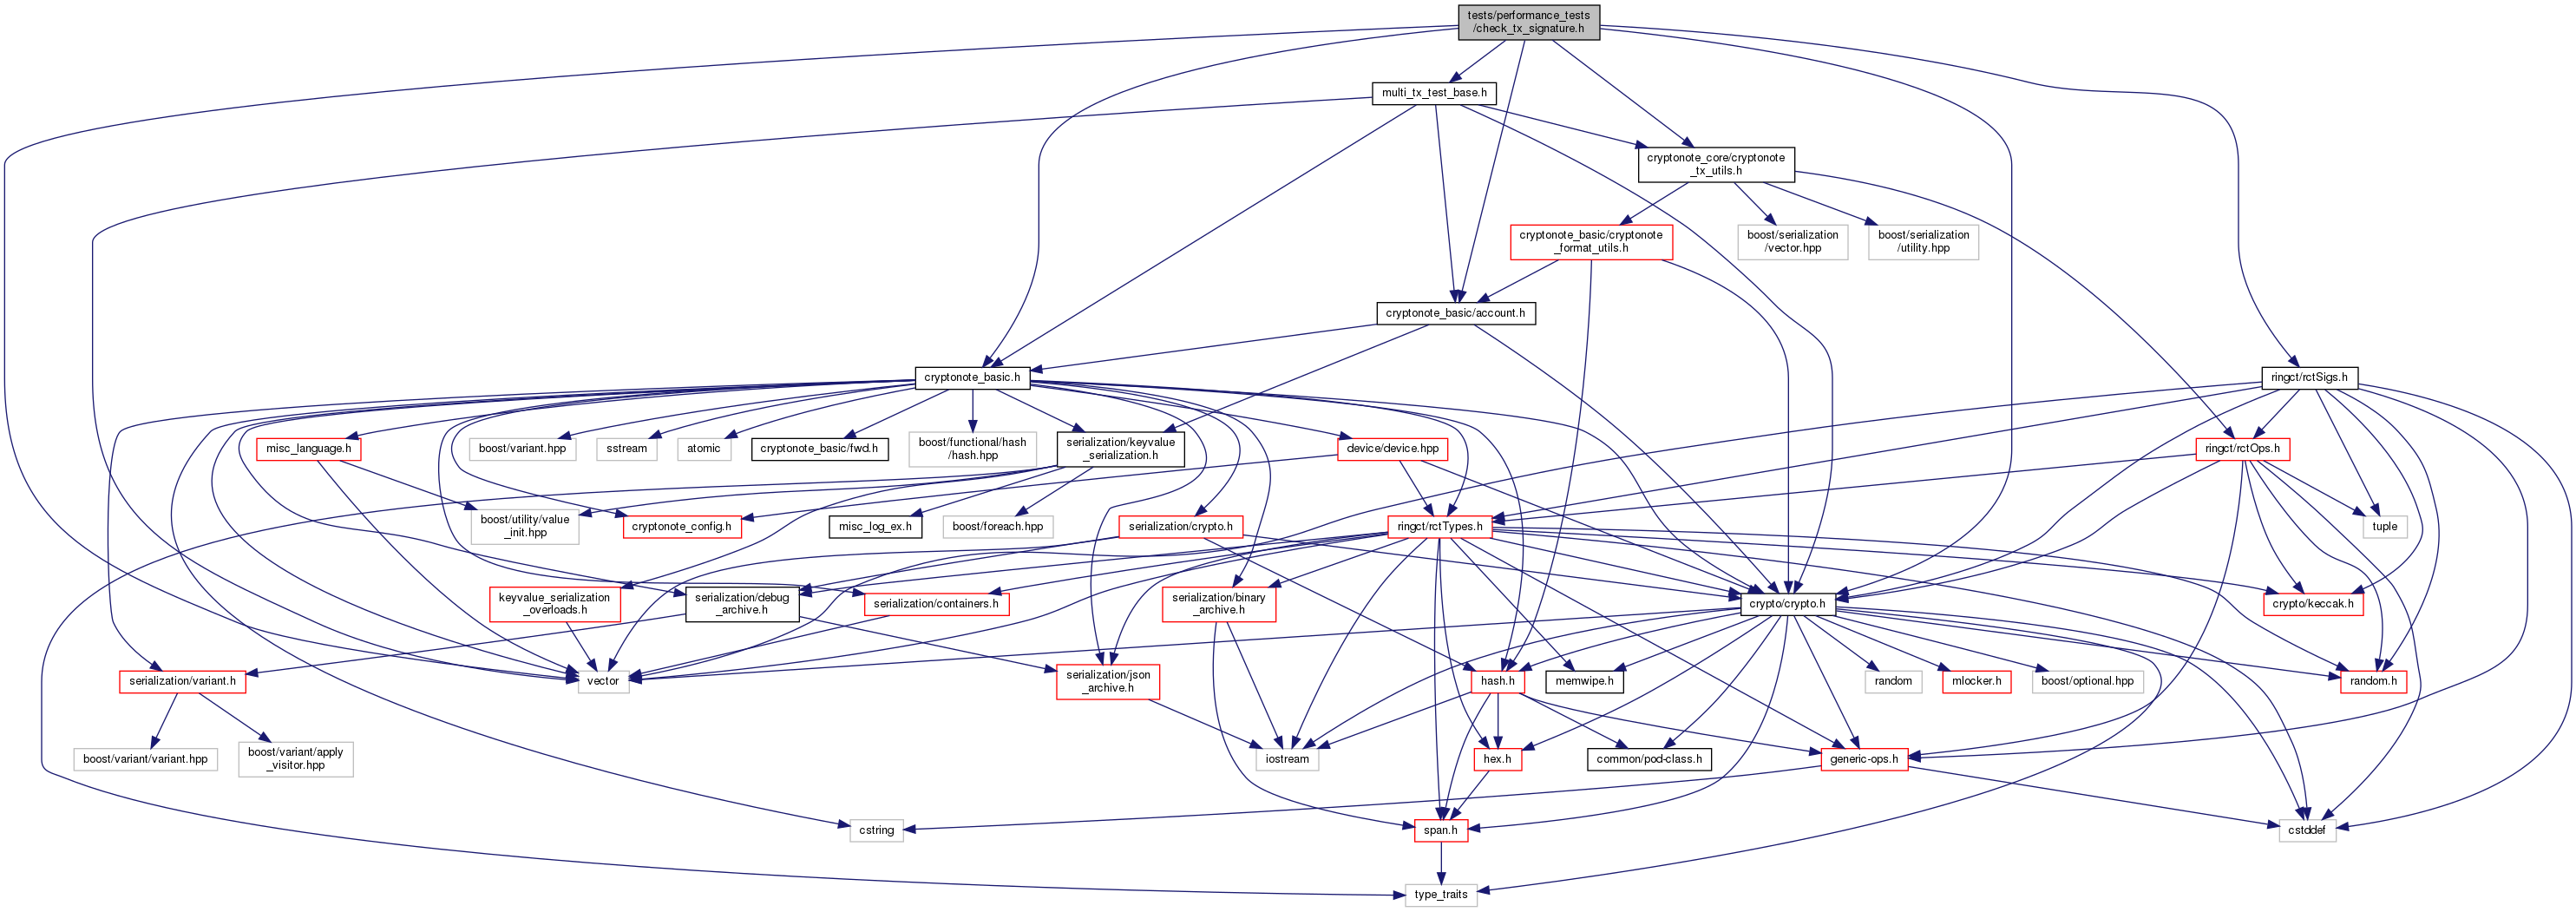 tests/performance_tests
/check_tx_signature.h
multi_tx_test_base.h
cryptonote_core/cryptonote
_tx_utils.h
cryptonote_basic/cryptonote
_format_utils.h
boost/serialization
/vector.hpp
boost/serialization
/utility.hpp
cryptonote_basic/account.h
cryptonote_basic.h
ringct/rctSigs.h
misc_language.h
boost/variant.hpp
sstream
atomic
cryptonote_basic/fwd.h
boost/functional/hash
/hash.hpp
serialization/keyvalue
_serialization.h
device/device.hpp
ringct/rctOps.h
boost/utility/value
_init.hpp
cryptonote_config.h
misc_log_ex.h
boost/foreach.hpp
serialization/crypto.h
ringct/rctTypes.h
tuple
keyvalue_serialization
_overloads.h
serialization/debug
_archive.h
serialization/containers.h
serialization/binary
_archive.h
crypto/crypto.h
crypto/keccak.h
serialization/variant.h
vector
serialization/json
_archive.h
hash.h
memwipe.h
random
mlocker.h
boost/optional.hpp
random.h
boost/variant/variant.hpp
boost/variant/apply
_visitor.hpp
iostream
hex.h
common/pod-class.h
generic-ops.h
cstring
span.h
cstddef
type_traits